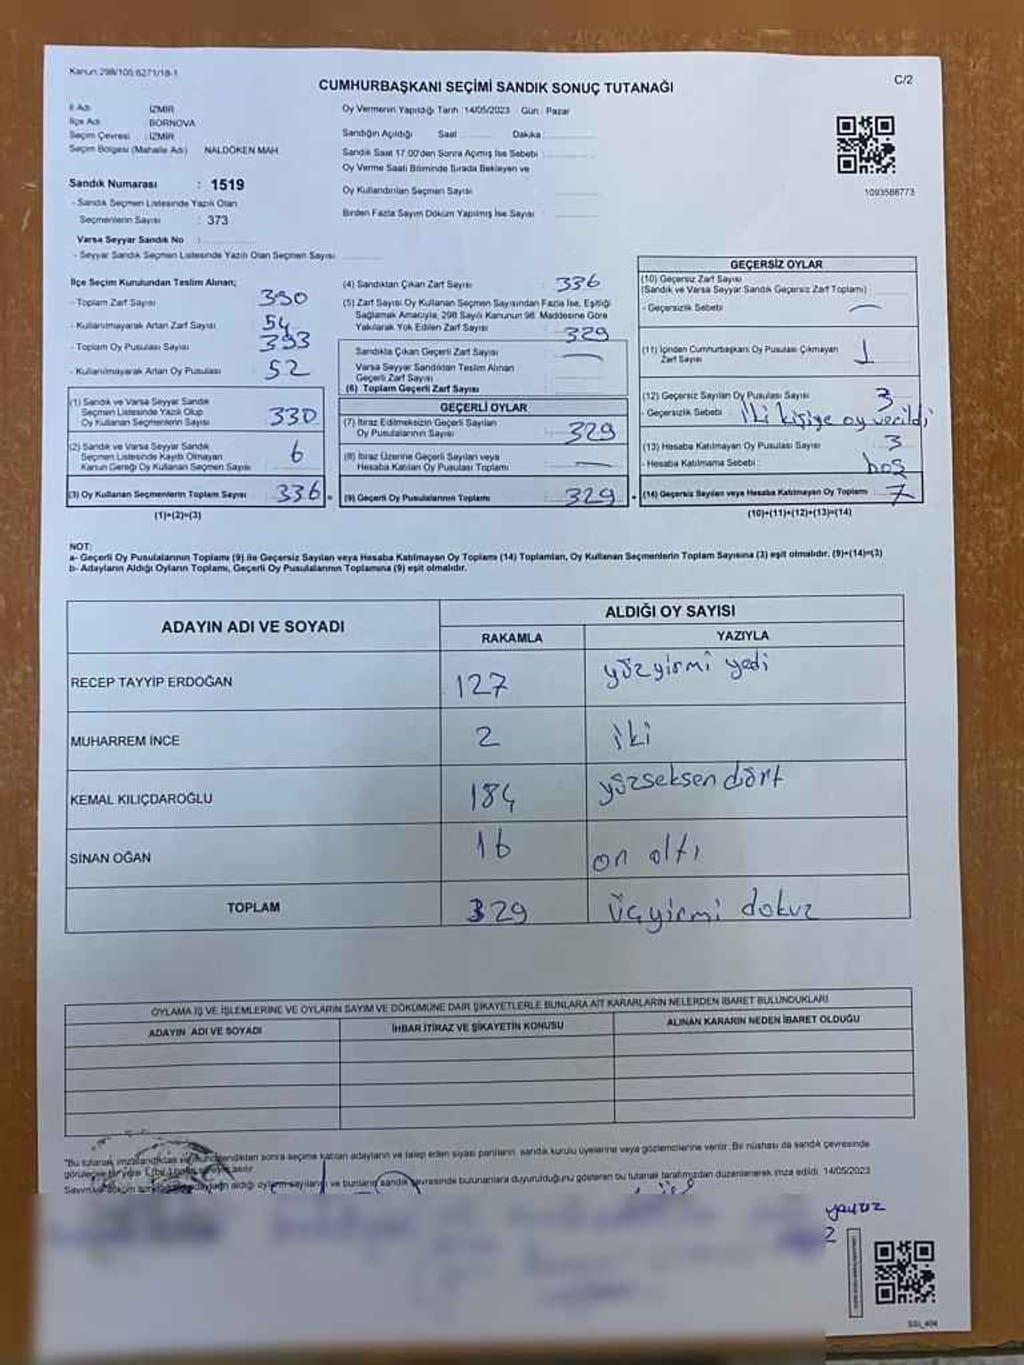 Kanun:298/105;6271/18-1
C/2
CUMHURBAŞKANI SEÇİMİ SANDIK SONUÇ TUTANAĞI
İl Adı İZMİR
İlçe Adı BORNOVA
Seçim Çevresi : İZMİR
Seçim Bölgesi (Mahalle Adı) NALDÖKEN MAH.
Sandık Numarası : 1519
- Sandık Seçmen Listesinde Yazılı Olan
Seçmenlerin Sayısı : 373
Varsa Seyyar Sandık No :
- Seyyar Sandık Seçmen Listesinde Yazılı Olan Seçmen Sayısı
Oy Vermenin Yapıldığı Tarih :14/05/2023 Gün : Pazar
Sandığın Açıldığı Saat Dakika
Sandık Saat 17.00'den Sonra Açılmış İse Sebebi :
Oy Verme Saati Bitiminde Sırada Bekleyen ve
Oy Kullandırılan Seçmen Sayısı
Birden Fazla Sayım Döküm Yapılmış İse Sayısı
1093588773
İlçe Seçim Kurulundan Teslim Alınan;
- Toplam Zarf Sayısı 390
- Kullanılmayarak Artan Zarf Sayısı 54
- Toplam Oy Pusulası Sayısı 393
- Kullanılmayarak Artan Oy Pusulası 52
(1) Sandık ve Varsa Seyyar Sandık
Seçmen Listesinde Yazılı Olup
Oy Kullanan Seçmenlerin Sayısı 330
(2) Sandık ve Varsa Seyyar Sandık
Seçmen Listesinde Kayıtlı Olmayan
Kanun Gereği Oy Kullanan Seçmen Sayısı 6
(3) Oy Kullanan Seçmenlerin Toplam Sayısı 336 =
(1)+(2)=(3)
(4) Sandıktan Çıkan Zarf Sayısı 336
(5) Zarf Sayısı Oy Kullanan Seçmen Sayısından Fazla İse, Eşitliği
Sağlamak Amacıyla, 298 Sayılı Kanunun 98. Maddesine Göre
Yakılarak Yok Edilen Zarf Sayısı 329
Sandıkta Çıkan Geçerli Zarf Sayısı —
Varsa Seyyar Sandıktan Teslim Alınan
Geçerli Zarf Sayısı
(6) Toplam Geçerli Zarf Sayısı
GEÇERLİ OYLAR
(7) İtiraz Edilmeksizin Geçerli Sayılan
Oy Pusulalarının Sayısı 329
(8) İtiraz Üzerine Geçerli Sayılan veya
Hesaba Katılan Oy Pusulası Toplamı —
(9) Geçerli Oy Pusulalarının Toplamı 329 +
GEÇERSİZ OYLAR
(10) Geçersiz Zarf Sayısı
(Sandık ve Varsa Seyyar Sandık Geçersiz Zarf Toplamı)
- Geçersizlik Sebebi —
(11) İçinden Cumhurbaşkanı Oy Pusulası Çıkmayan
Zarf Sayısı 1
(12) Geçersiz Sayılan Oy Pusulası Sayısı 3
- Geçersizlik Sebebi iki kişiye oy verildi
(13) Hesaba Katılmayan Oy Pusulası Sayısı 3
- Hesaba Katılmama Sebebi : boş
(14) Geçersiz Sayılan veya Hesaba Katılmayan Oy Toplamı 7
(10)+(11)+(12)+(13)=(14)
NOT:
a- Geçerli Oy Pusulalarının Toplamı (9) ile Geçersiz Sayılan veya Hesaba Katılmayan Oy Toplamı (14) Toplamları, Oy Kullanan Seçmenlerin Toplam Sayısına (3) eşit olmalıdır. (9)+(14)=(3)
b- Adayların Aldığı Oyların Toplamı, Geçerli Oy Pusulalarının Toplamına (9) eşit olmalıdır.
ADAYIN ADI VE SOYADI
ALDIĞI OY SAYISI
RAKAMLA YAZIYLA
RECEP TAYYİP ERDOĞAN 127 yüzyirmi yedi
MUHARREM İNCE 2 iki
KEMAL KILIÇDAROĞLU 184 yüzseksen dört
SİNAN OĞAN 16 on altı
TOPLAM 329 üçyirmi dokuz
OYLAMA İŞ VE İŞLEMLERİNE VE OYLARIN SAYIM VE DÖKÜMÜNE DAİR ŞİKAYETLERLE BUNLARA AİT KARARLARIN NELERDEN İBARET BULUNDUKLARI
ADAYIN ADI VE SOYADI İHBAR İTİRAZ VE ŞİKAYETİN KONUSU ALINAN KARARIN NEDEN İBARET OLDUĞU
"Bu tutanak imzalandıktan ve sonra seçime katılan adayların ve talep eden siyasi partilerin, sandık kurulu üyelerine veya gözlemcilerine verilir. Bir nüshası da sandık çevresinde
aldığı oyların sayılarını ve bunların sandık çevresinde bulunanlara duyurulduğunu gösteren bu tutanak tarafımızdan düzenlenerek imza edildi. 14/05/2023
yavuz
2
SSI_404